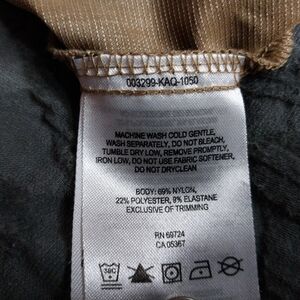 003299-KAQ-1050
MACHINE WASH COLD GENTLE,
WASH SEPARATELY, DO NOT BLEACH,
TUMBLE DRY LOW, REMOVE PROMPTLY,
IRON LOW, DO NOT USE FABRIC SOFTENER,
DO NOT DRYCLEAN
BODY: 69% NYLON,
22% POLYESTER, 9% ELASTANE
EXCLUSIVE OF TRIMMING
RN 69724
CA 05367
30C